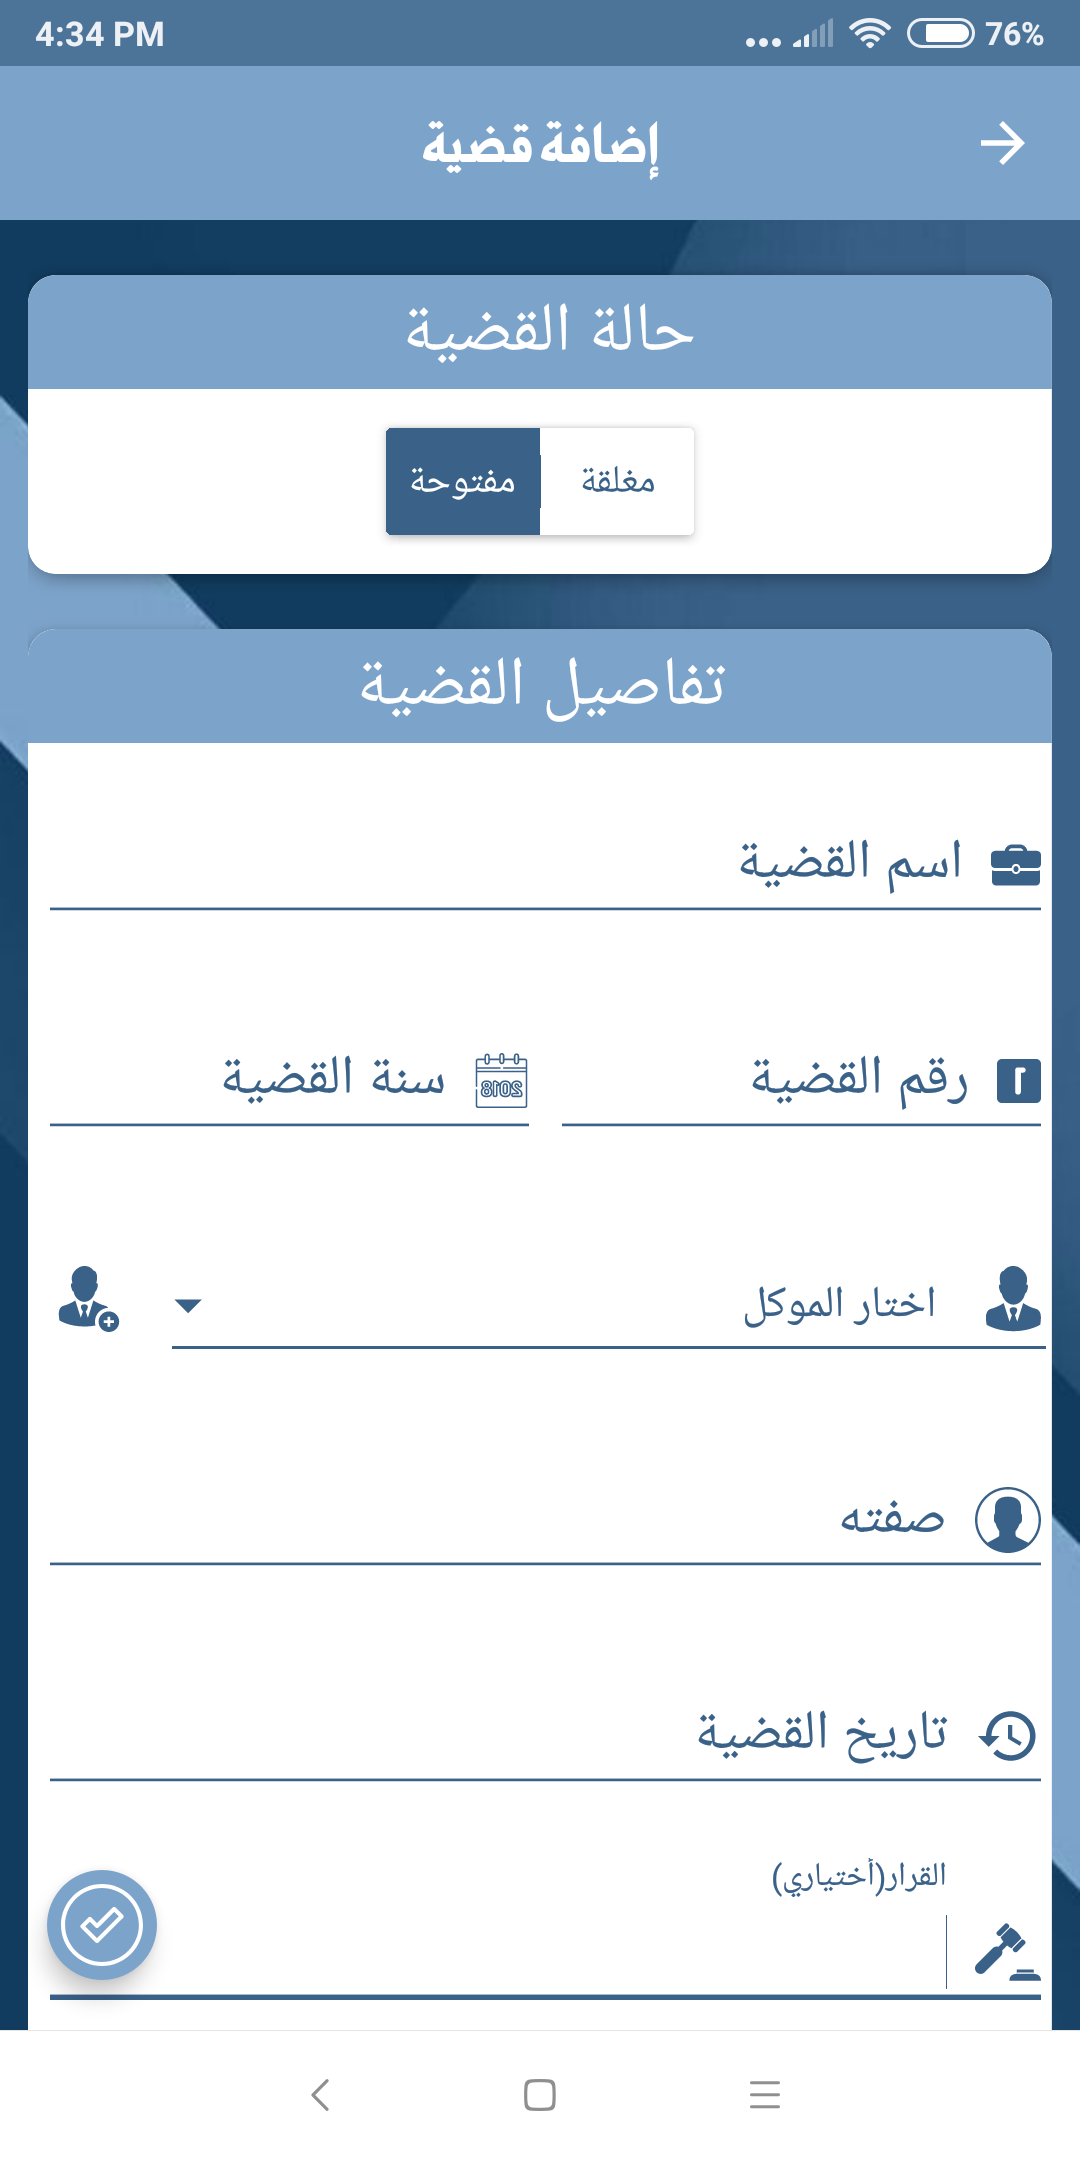 4:34 PM 76%
إضافة قضية
حالة القضية
مغلقة مفتوحة
تفاصيل القضية
اسم القضية
رقم القضية 2018 سنة القضية
اختار الموكل
صفته
تاريخ القضية
القرار(أختياري)